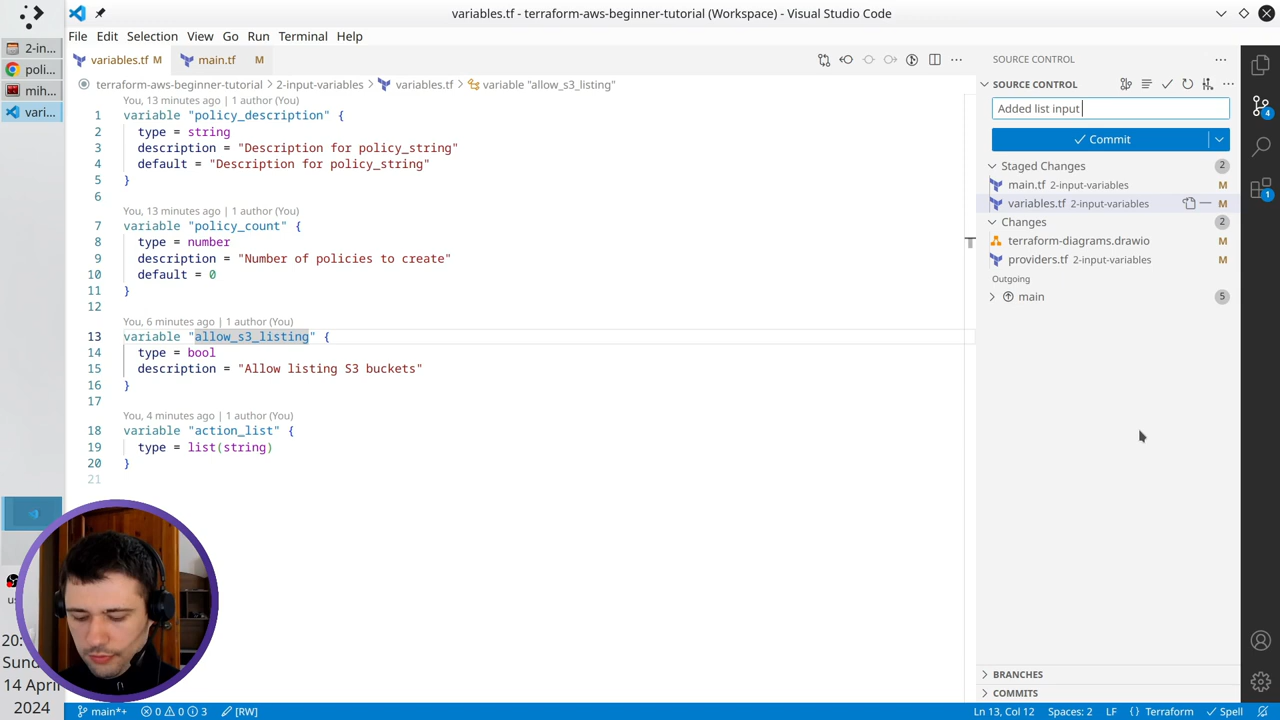 variables.tf - terraform-aws-beginner-tutorial (Workspace) - Visual Studio Code
File Edit Selection View Go Run Terminal Help
2-in...
poli...
mih...
vari...
variables.tf M
main.tf M
terraform-aws-beginner-tutorial > 2-input-variables > variables.tf > variable "allow_s3_listing"
You, 13 minutes ago | 1 author (You)
1 variable "policy_description" {
2 type = string
3 description = "Description for policy_string"
4 default = "Description for policy_string"
5 }
6
You, 13 minutes ago | 1 author (You)
7 variable "policy_count" {
8 type = number
9 description = "Number of policies to create"
10 default = 0
11 }
12
You, 6 minutes ago | 1 author (You)
13 variable "allow_s3_listing" {
14 type = bool
15 description = "Allow listing S3 buckets"
16 }
17
You, 4 minutes ago | 1 author (You)
18 variable "action_list" {
19 type = list(string)
20 }
21
SOURCE CONTROL
SOURCE CONTROL
Added list input
Commit
Staged Changes 2
main.tf 2-input-variables M
variables.tf 2-input-variables M
Changes 2
terraform-diagrams.drawio M
providers.tf 2-input-variables M
Outgoing
main 5
BRANCHES
COMMITS
4
1
20:
Sund
14 April
2024
main*+ 0 0 3 [RW]
Ln 13, Col 12 Spaces: 2 LF {} Terraform Spell